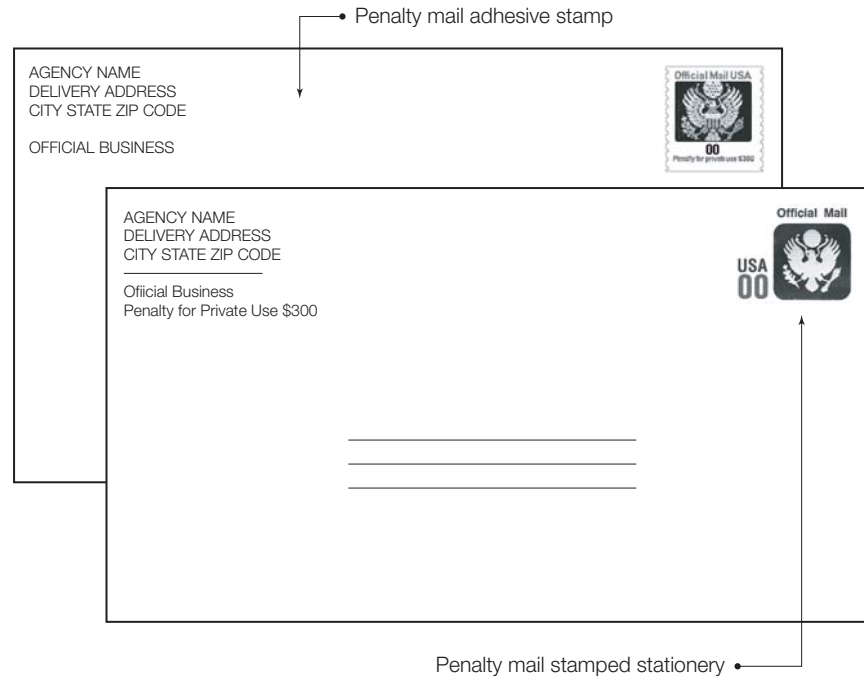 Penalty mail adhesive stamp
AGENCY NAME
DELIVERY ADDRESS
CITY STATE ZIP CODE
OFFICIAL BUSINESS
Official Mail USA
00
Penalty for private use $300
AGENCY NAME
DELIVERY ADDRESS
CITY STATE ZIP CODE
Ofiicial Business
Penalty for Private Use $300
Official Mail
USA
00
Penalty mail stamped stationery